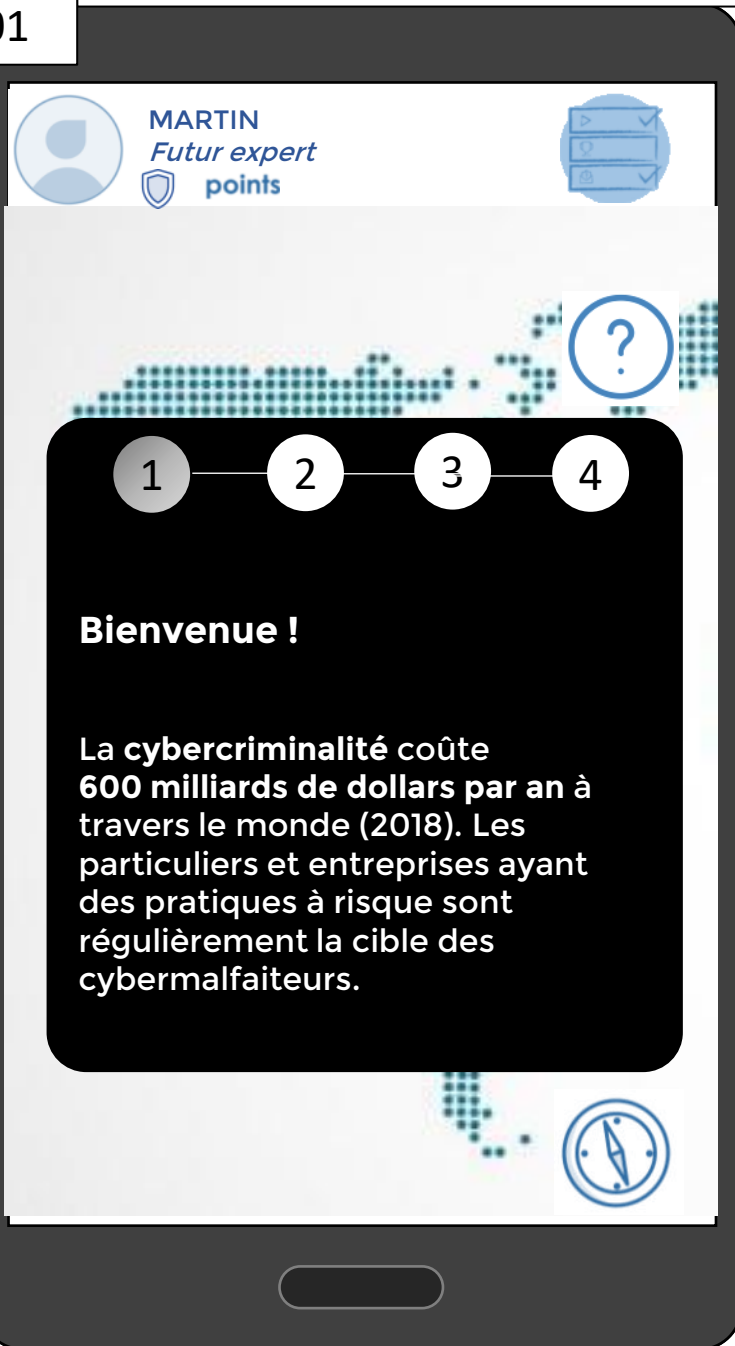 01
MARTIN
Futur expert
points
?
1 2 3 4
Bienvenue !
La cybercriminalité coûte
600 milliards de dollars par an à
travers le monde (2018). Les
particuliers et entreprises ayant
des pratiques à risque sont
régulièrement la cible des
cybermalfaiteurs.